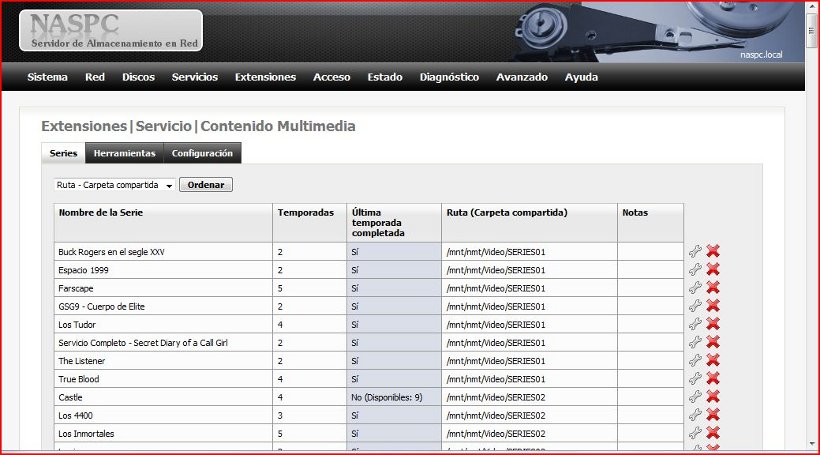 NASPC
Servidor de Almacenamiento en Red
naspc.local
Sistema Red Discos Servicios Extensiones Acceso Estado Diagnóstico Avanzado Ayuda
Extensiones|Servicio|Contenido Multimedia
Series Herramientas Configuración
Ruta - Carpeta compartida Ordenar
Nombre de la Serie Temporadas Última temporada completada Ruta (Carpeta compartida) Notas
Buck Rogers en el segle XXV 2 Sí /mnt/nmt/Video/SERIES01
Espacio 1999 2 Sí /mnt/nmt/Video/SERIES01
Farscape 5 Sí /mnt/nmt/Video/SERIES01
GSG9 - Cuerpo de Elite 2 Sí /mnt/nmt/Video/SERIES01
Los Tudor 4 Sí /mnt/nmt/Video/SERIES01
Servicio Completo - Secret Diary of a Call Girl 2 Sí /mnt/nmt/Video/SERIES01
The Listener 2 Sí /mnt/nmt/Video/SERIES01
True Blood 4 Sí /mnt/nmt/Video/SERIES01
Castle 4 No (Disponibles: 9) /mnt/nmt/Video/SERIES02
Los 4400 3 Sí /mnt/nmt/Video/SERIES02
Los Inmortales 5 Sí /mnt/nmt/Video/SERIES02